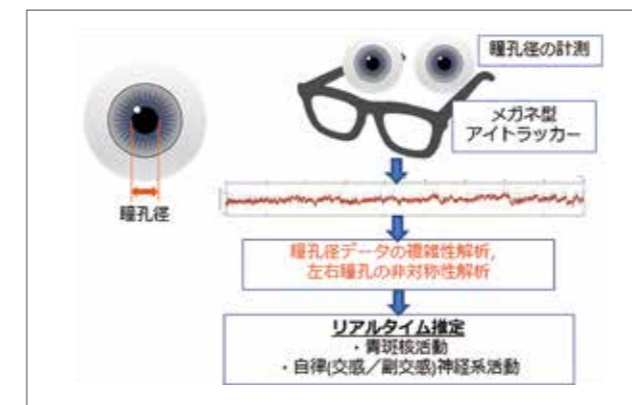 瞳孔径の計測
メガネ型
アイトラッカー
瞳孔径
瞳孔径データの複雑性解析,
左右瞳孔の非対称性解析
リアルタイム推定
・青斑核活動
・自律(交感／副交感)神経系活動